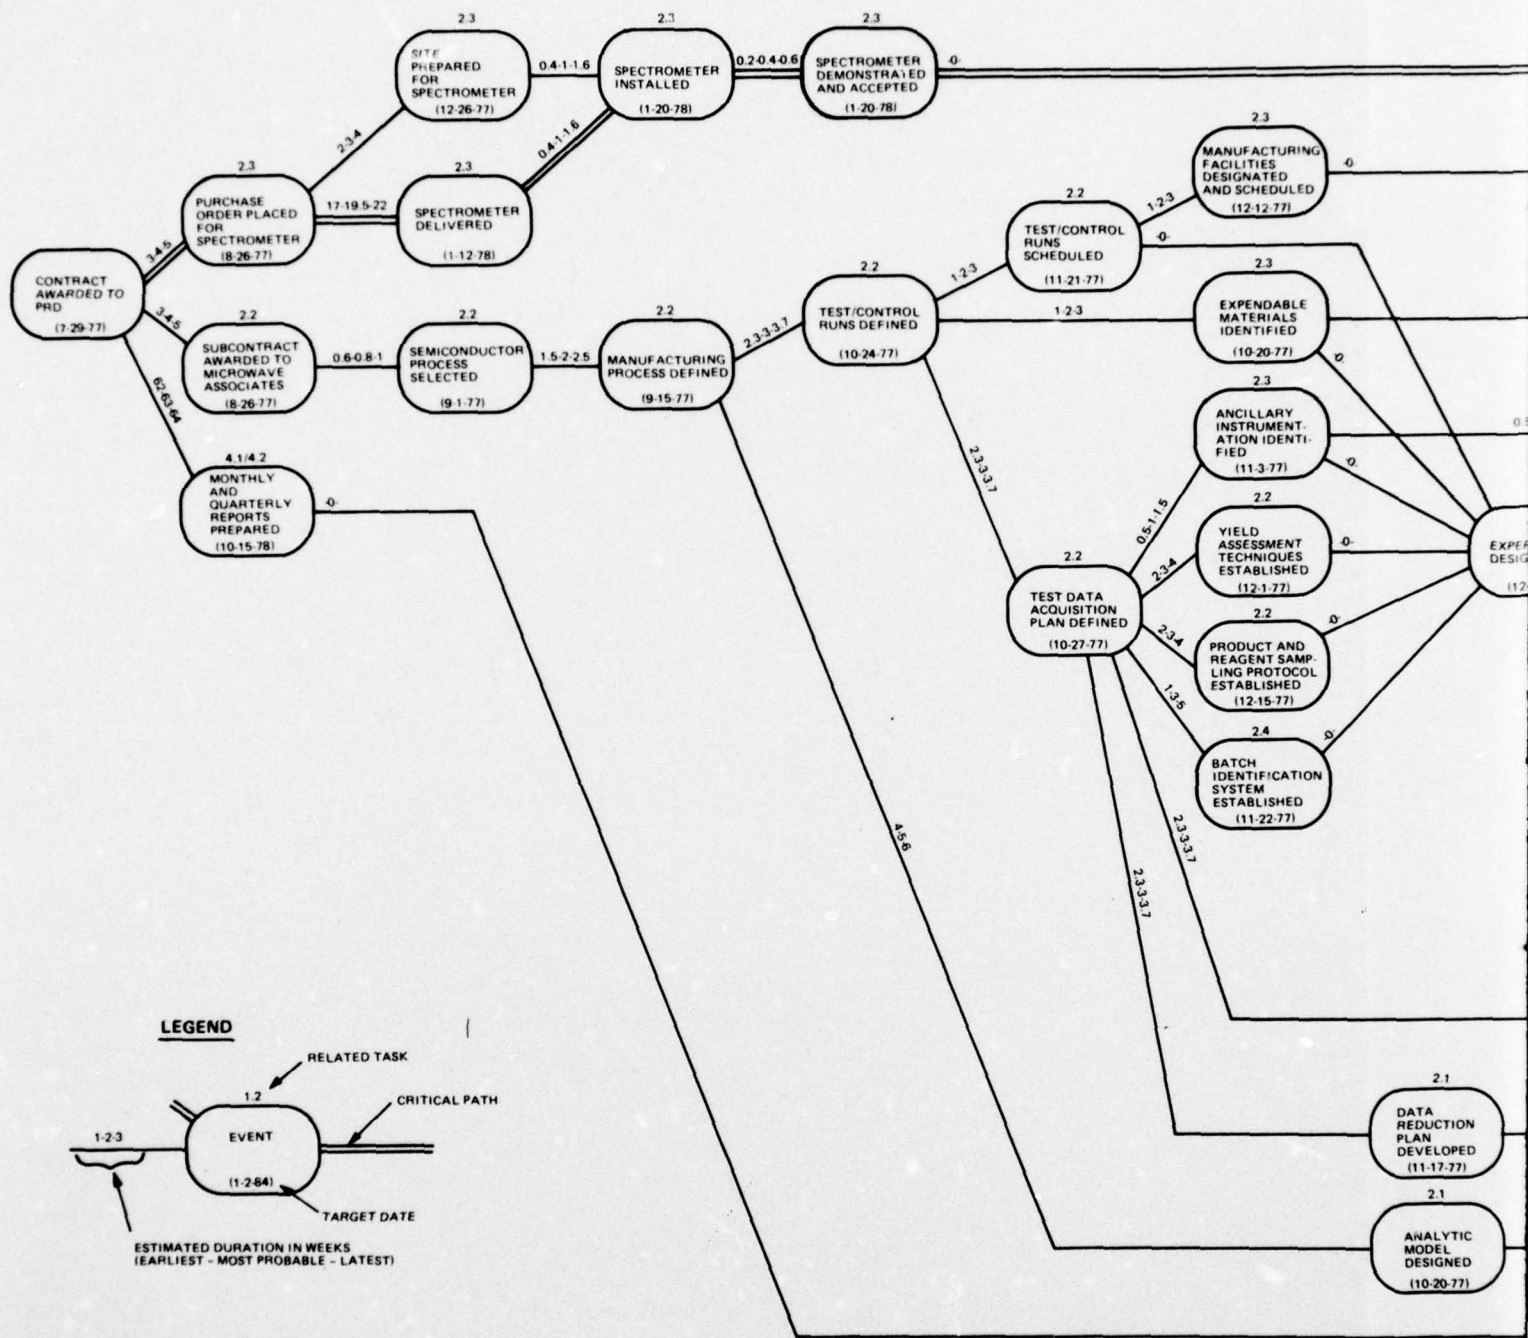 2.3
SITE
PREPARED
FOR
SPECTROMETER
(12-26-77)
0.4-1-1.6
2.3
SPECTROMETER
INSTALLED
(1-20-78)
0.2-0.4-0.6
2.3
SPECTROMETER
DEMONSTRATED
AND ACCEPTED
(1-20-78)
-0-
2-3-4
0.4-1-1.6
2.3
PURCHASE
ORDER PLACED
FOR
SPECTROMETER
(8-26-77)
17-19.5-22
2.3
SPECTROMETER
DELIVERED
(1-12-78)
2.3
MANUFACTURING
FACILITIES
DESIGNATED
AND SCHEDULED
(12-12-77)
-0-
2.2
TEST/CONTROL
RUNS
SCHEDULED
(11-21-77)
1-2-3
-0-
3-4-5
CONTRACT
AWARDED TO
PRD
(7-29-77)
3-4-5
62-63-64
2.2
SUBCONTRACT
AWARDED TO
MICROWAVE
ASSOCIATES
(8-26-77)
0.6-0.8-1
2.2
SEMICONDUCTOR
PROCESS
SELECTED
(9-1-77)
1.5-2-2.5
2.2
MANUFACTURING
PROCESS DEFINED
(9-15-77)
2.3-3-3.7
2.2
TEST/CONTROL
RUNS DEFINED
(10-24-77)
1-2-3
1-2-3
2.3
EXPENDABLE
MATERIALS
IDENTIFIED
(10-20-77)
-0-
2.3
ANCILLARY
INSTRUMENT-
ATION IDENTI-
FIED
(11-3-77)
0.5
-0-
4.1/4.2
MONTHLY
AND
QUARTERLY
REPORTS
PREPARED
(10-15-78)
-0-
2.3-3-3.7
0.5-1-1.5
2.2
YIELD
ASSESSMENT
TECHNIQUES
ESTABLISHED
(12-1-77)
-0-
EXPER
DESIG
(12-
2.2
TEST DATA
ACQUISITION
PLAN DEFINED
(10-27-77)
2-3-4
2-3-4
1-3-5
2.2
PRODUCT AND
REAGENT SAMP-
LING PROTOCOL
ESTABLISHED
(12-15-77)
-0-
2.4
BATCH
IDENTIFICATION
SYSTEM
ESTABLISHED
(11-22-77)
-0-
4-5-6
2.3-3-3.7
2.3-3-3.7
2.1
DATA
REDUCTION
PLAN
DEVELOPED
(11-17-77)
2.1
ANALYTIC
MODEL
DESIGNED
(10-20-77)
LEGEND
RELATED TASK
1.2
CRITICAL PATH
1-2-3
EVENT
(1-2-84)
TARGET DATE
ESTIMATED DURATION IN WEEKS
(EARLIEST - MOST PROBABLE - LATEST)